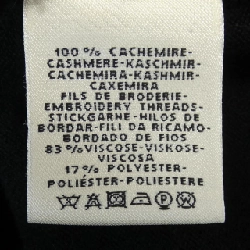 100 % CACHEMIRE-
CASHMERE-KASCHMIR-
CACHEMIRA-KASHMIR-
CAXEMIRA
FILS DE BRODERIE-
EMBROIDERY THREADS-
STICKGARNE-HILOS DE
BORDAR-FILI DA RICAMO-
BORDADO DE FIOS
83 % VISCOSE-VISKOSE-
VISCOSA
17 % POLYESTER-
POLIÉSTER-POLIESTERE